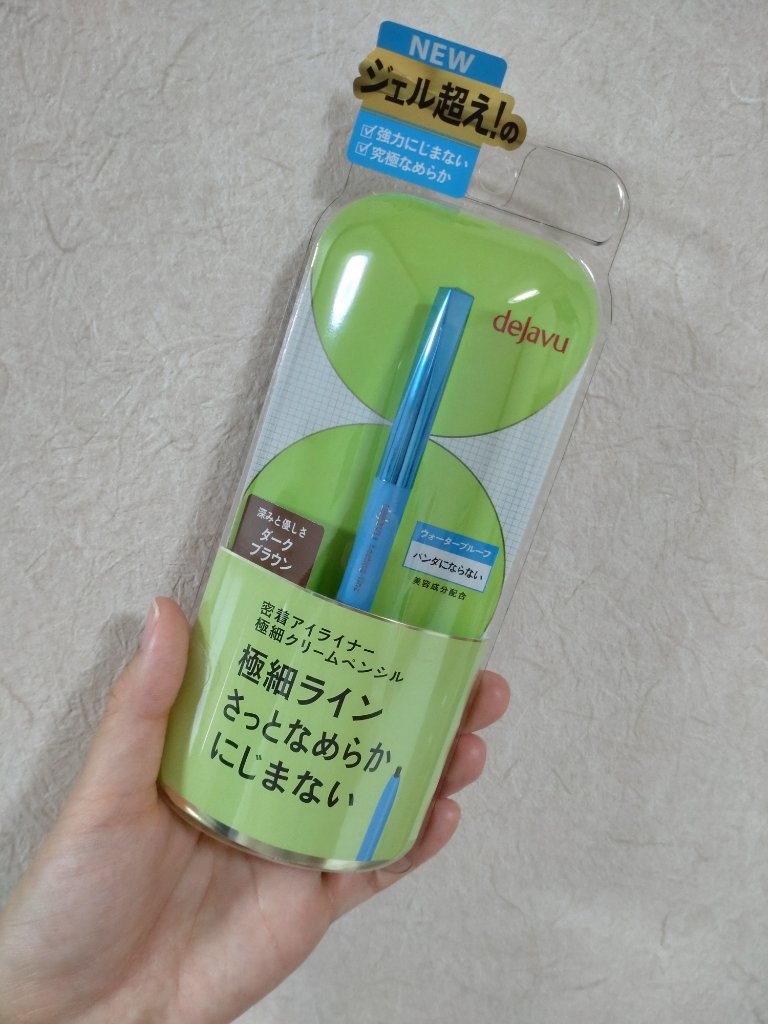 NEW
ジェル超え!の
強力にじまない
究極なめらか
dejavu
深みと優しさ
ダーク
ブラウン
ウォータープルーフ
パンダにならない
美容成分配合
密着アイライナー
極細クリームペンシル
極細ライン
さっとなめらか
にじまない